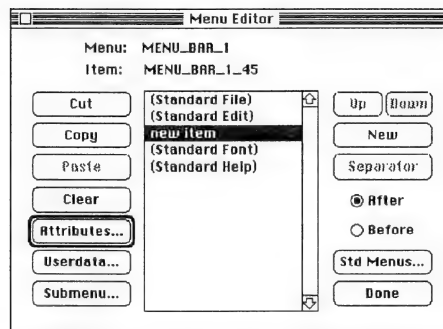 Menu Editor
Menu: MENU_BAR_1
Item: MENU_BAR_1_45
Cut
Copy
Paste
Clear
Attributes...
Userdata...
Submenu...
(Standard File)
(Standard Edit)
new item
(Standard Font)
(Standard Help)
Up Down
New
Separator
After
Before
Std Menus...
Done